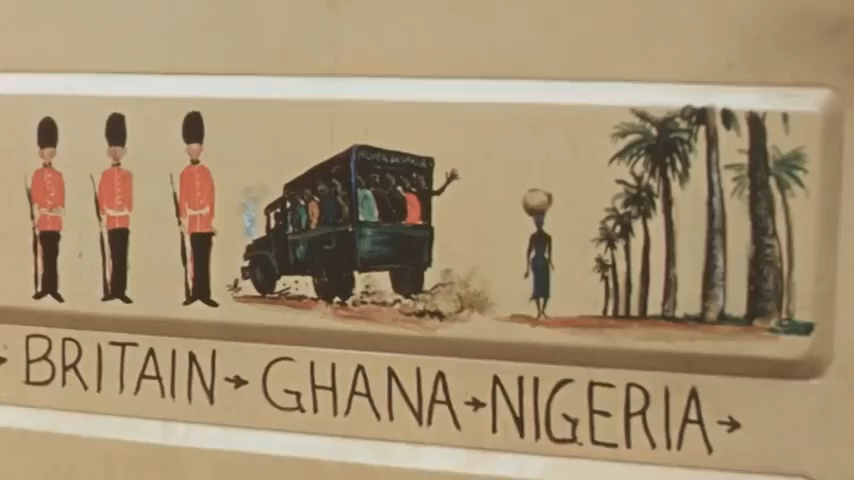 → BRITAIN → GHANA → NIGERIA →